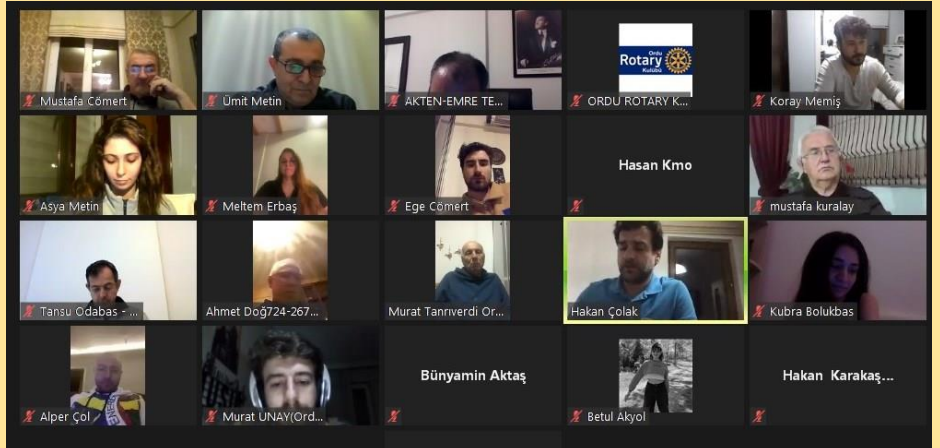 Mustafa Cömert
Ümit Metin
AKTEN-EMRE TE...
Ordu
Rotary
Kulübü
ORDU ROTARY K...
Koray Memiş
Asya Metin
Meltem Erbaş
Ege Cömert
Hasan Kmo
mustafa kuralay
Tansu Odabas - ...
Ahmet Doğ724-267...
Murat Tanrıverdi Or...
Hakan Çolak
Kubra Bolukbas
Alper Çol
Murat UNAY(Ord...
Bünyamin Aktaş
Betul Akyol
Hakan Karakaş...